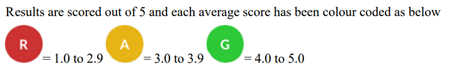 Results are scored out of 5 and each average score has been colour coded as below
R = 1.0 to 2.9 A = 3.0 to 3.9 G = 4.0 to 5.0